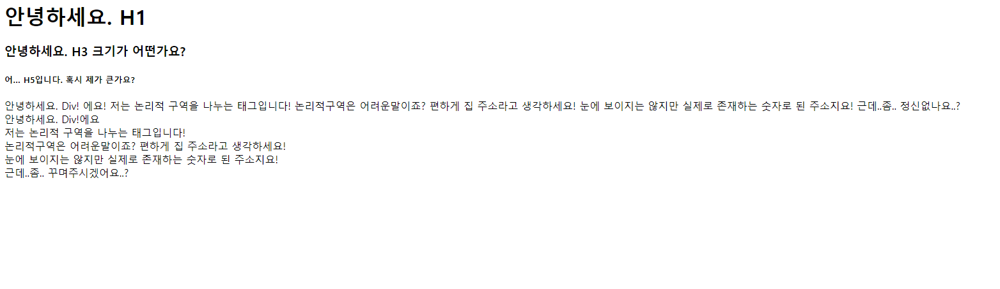 안녕하세요. H1
안녕하세요. H3 크기가 어떤가요?
어... H5입니다. 혹시 제가 큰가요?
안녕하세요. Div! 에요! 저는 논리적 구역을 나누는 태그입니다! 논리적구역은 어려운말이죠? 편하게 집 주소라고 생각하세요! 눈에 보이지는 않지만 실제로 존재하는 숫자로 된 주소지요! 근데..좀.. 정신없나요..?
안녕하세요. Div!에요
저는 논리적 구역을 나누는 태그입니다!
논리적구역은 어려운말이죠? 편하게 집 주소라고 생각하세요!
눈에 보이지는 않지만 실제로 존재하는 숫자로 된 주소지요!
근데..좀.. 꾸며주시겠어요..?